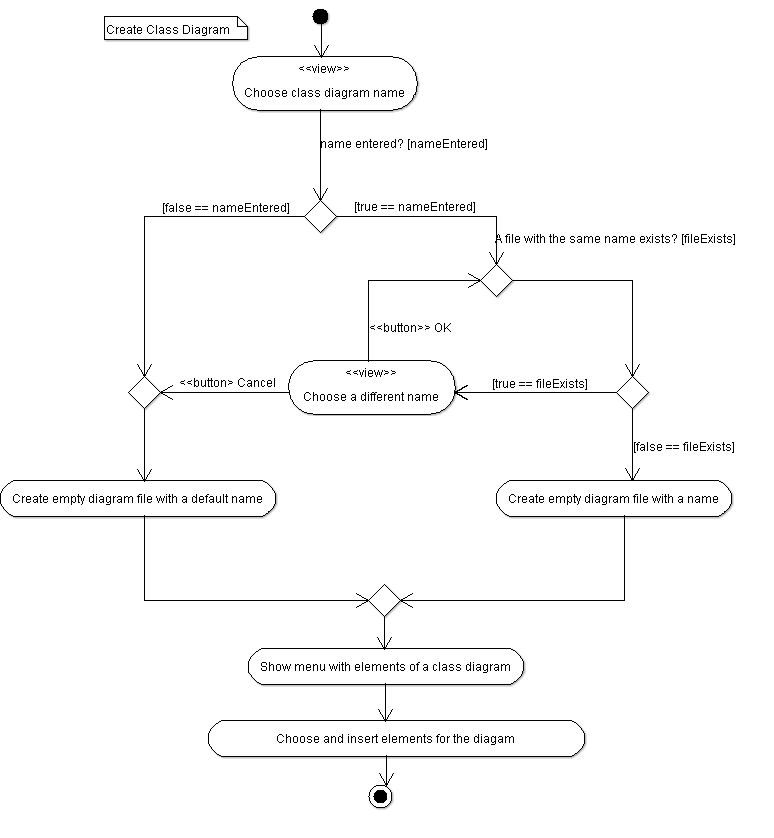 Create Class Diagram
<<view>>
Choose class diagram name
name entered? [nameEntered]
[false == nameEntered]
[true == nameEntered]
A file with the same name exists? [fileExists]
<<button>> OK
<<view>>
Choose a different name
<<button> Cancel
[true == fileExists]
[false == fileExists]
Create empty diagram file with a default name
Create empty diagram file with a name
Show menu with elements of a class diagram
Choose and insert elements for the diagam